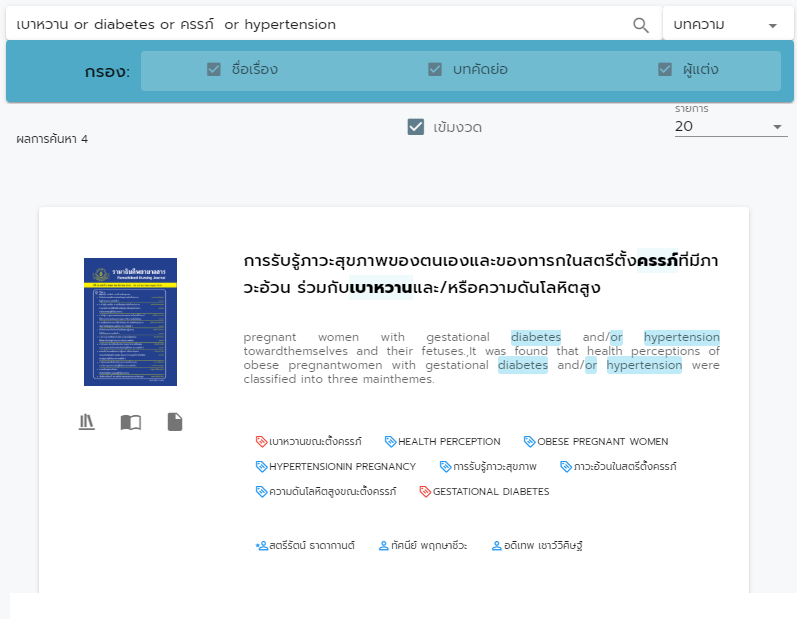 เบาหวาน or diabetes or ครรภ์ or hypertension
บทความ
กรอง:
ชื่อเรื่อง
บทคัดย่อ
ผู้แต่ง
รายการ
20
เข้มงวด
ผลการค้นหา 4
การรับรู้ภาวะสุขภาพของตนเองและของทารกในสตรีตั้งครรภ์ที่มีภา
วะอ้วน ร่วมกับเบาหวานและ/หรือความดันโลหิตสูง
รามาธิบดีพยาบาลสาร
Ramathibodi Nursing Journal
pregnant women with gestational diabetes and/or hypertension
towardthemselves and their fetuses.,It was found that health perceptions of
obese pregnantwomen with gestational diabetes and/or hypertension were
classified into three mainthemes.
เบาหวานขณะตั้งครรภ์ HEALTH PERCEPTION OBESE PREGNANT WOMEN
HYPERTENSIONIN PREGNANCY การรับรู้ภาวะสุขภาพ ภาวะอ้วนในสตรีตั้งครรภ์
ความดันโลหิตสูงขณะตั้งครรภ์ GESTATIONAL DIABETES
สตรีรัตน์ ธาดากานต์ ทัศนีย์ พฤกษาชีวะ อดิเทพ เชาว์วิศิษฐ์